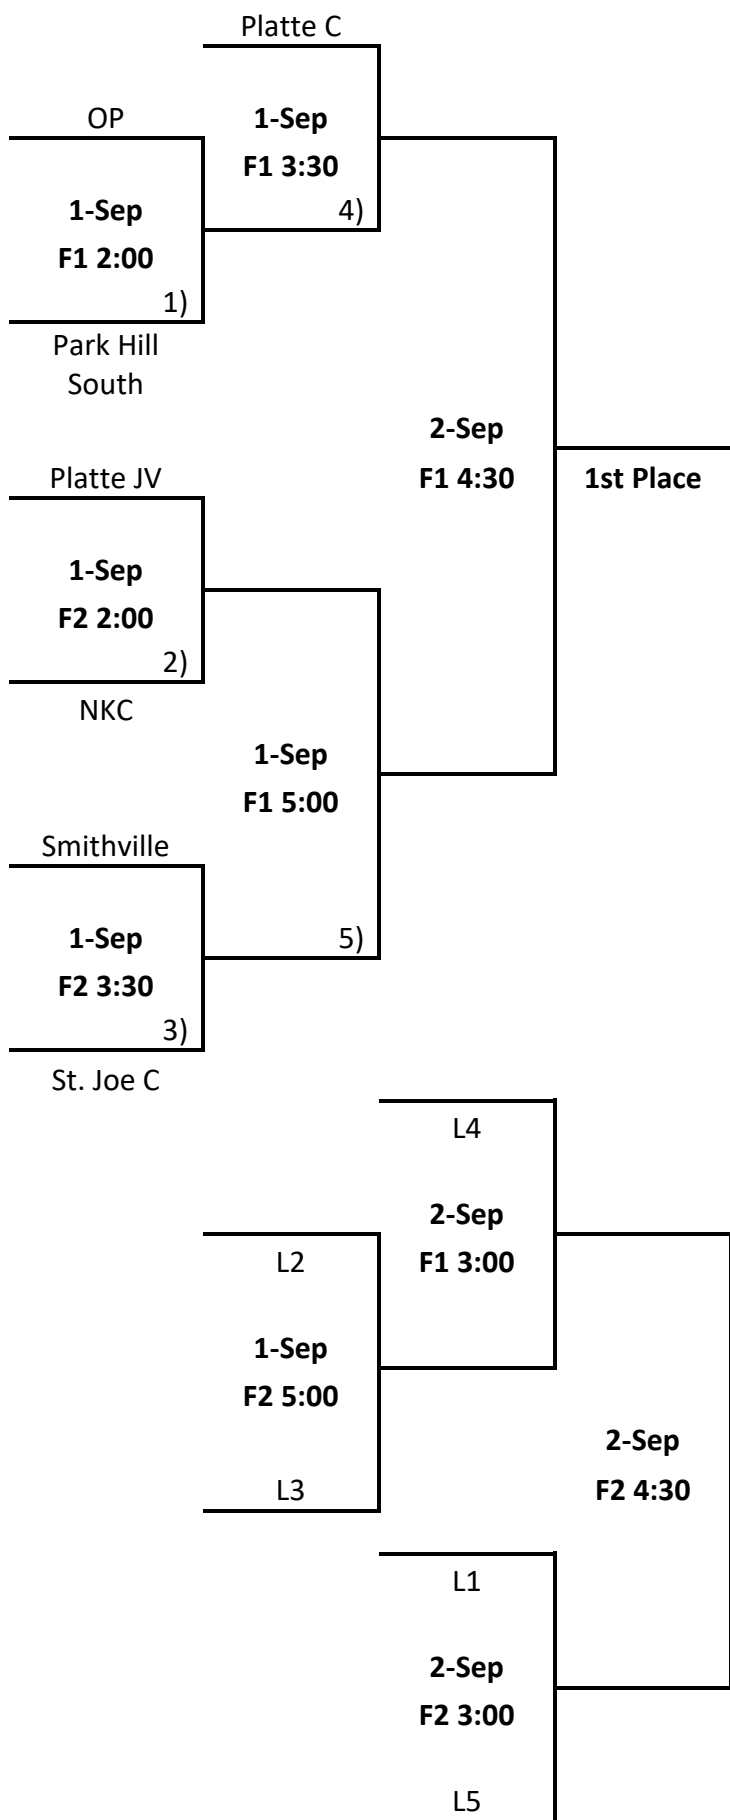 Platte C
OP
1-Sep
F1 3:30
4)
1-Sep
F1 2:00
1)
Park Hill
South
2-Sep
F1 4:30
1st Place
Platte JV
1-Sep
F2 2:00
2)
NKC
1-Sep
F1 5:00
Smithville
1-Sep
F2 3:30
5)
3)
St. Joe C
L4
2-Sep
F1 3:00
L2
1-Sep
F2 5:00
2-Sep
F2 4:30
L3
L1
2-Sep
F2 3:00
L5